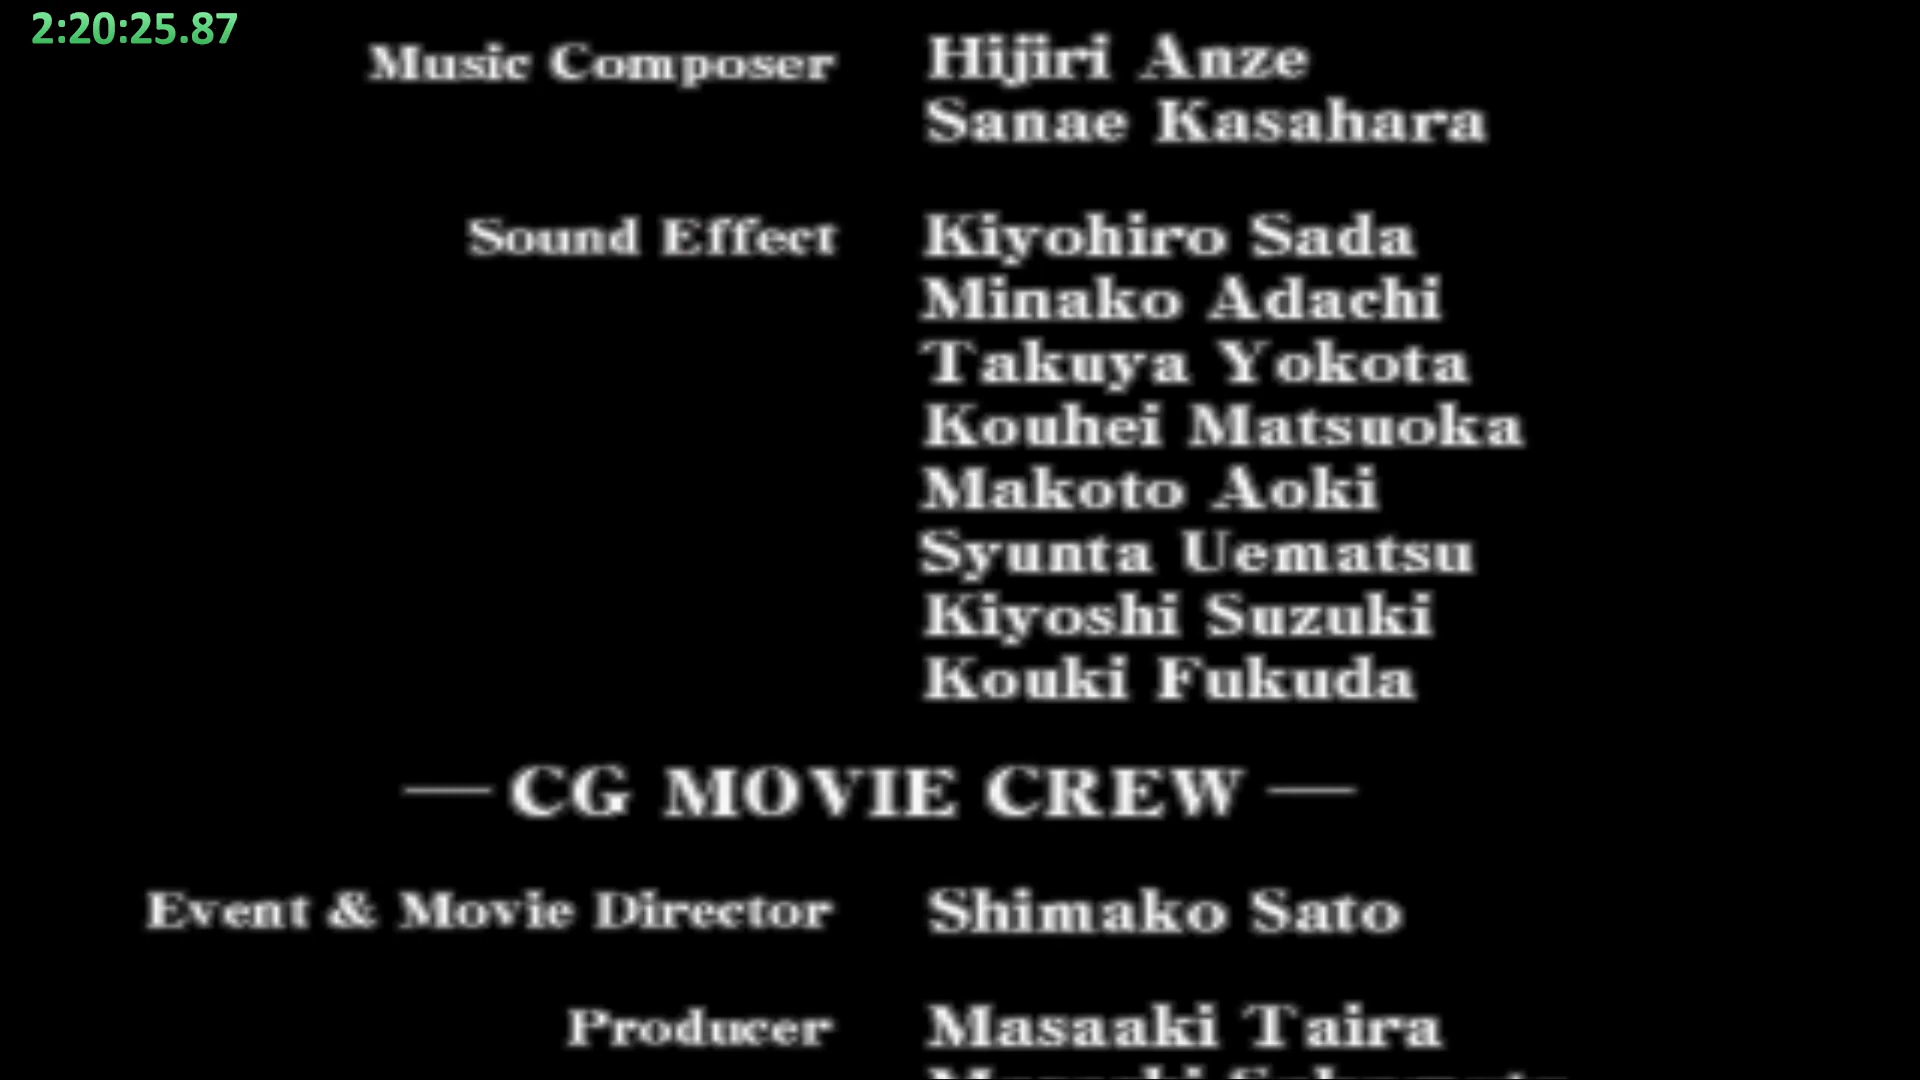 2:20:25.87
Music Composer Hijiri Anze
Sanae Kasahara
Sound Effect Kiyohiro Sada
Minako Adachi
Takuya Yokota
Kouhei Matsuoka
Makoto Aoki
Syunta Uematsu
Kiyoshi Suzuki
Kouki Fukuda
— CG MOVIE CREW —
Event & Movie Director Shimako Sato
Producer Masaaki Taira